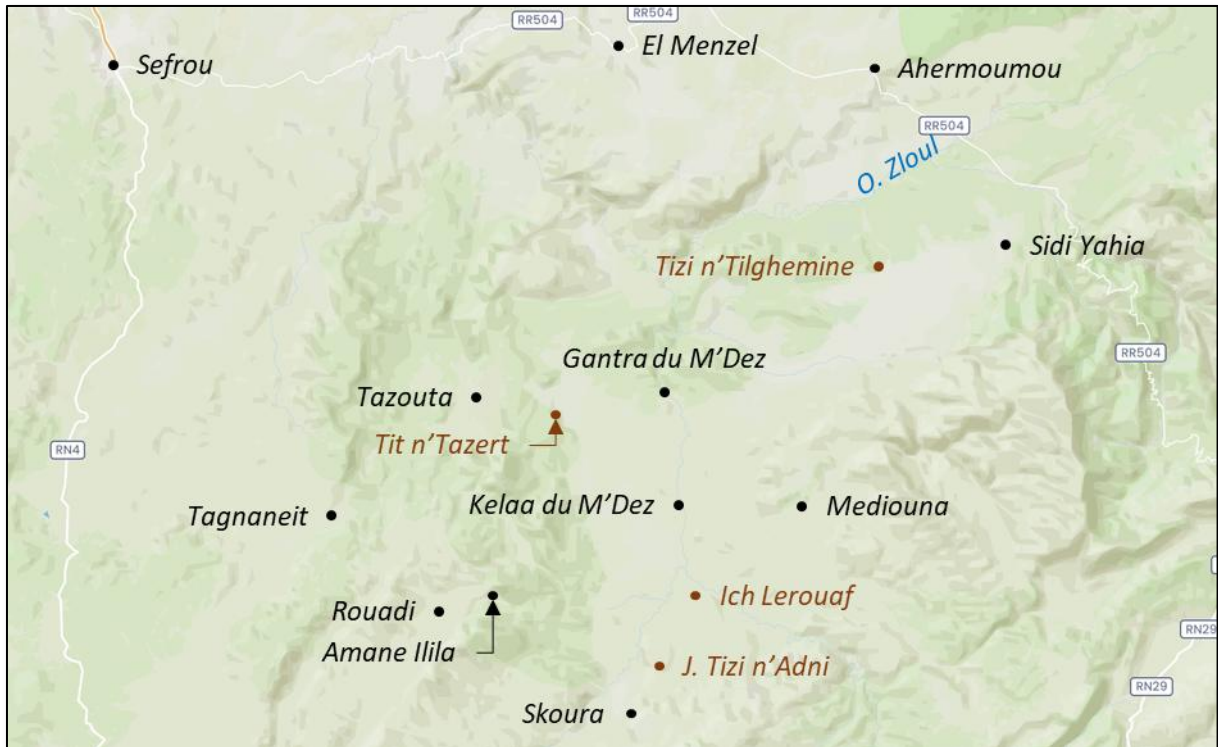 RR504
RR504
El Menzel
Sefrou
Ahermoumou
RR504
O. Zloul
Sidi Yahia
Tizi n’Tilghemine
RR504
Gantra du M’Dez
Tazouta
Tit n’Tazert
RN4
Kelaa du M’Dez
Mediouna
Tagnaneit
Ich Lerouaf
Rouadi
RN29
Amane Ilila
J. Tizi n’Adni
RN29
Skoura